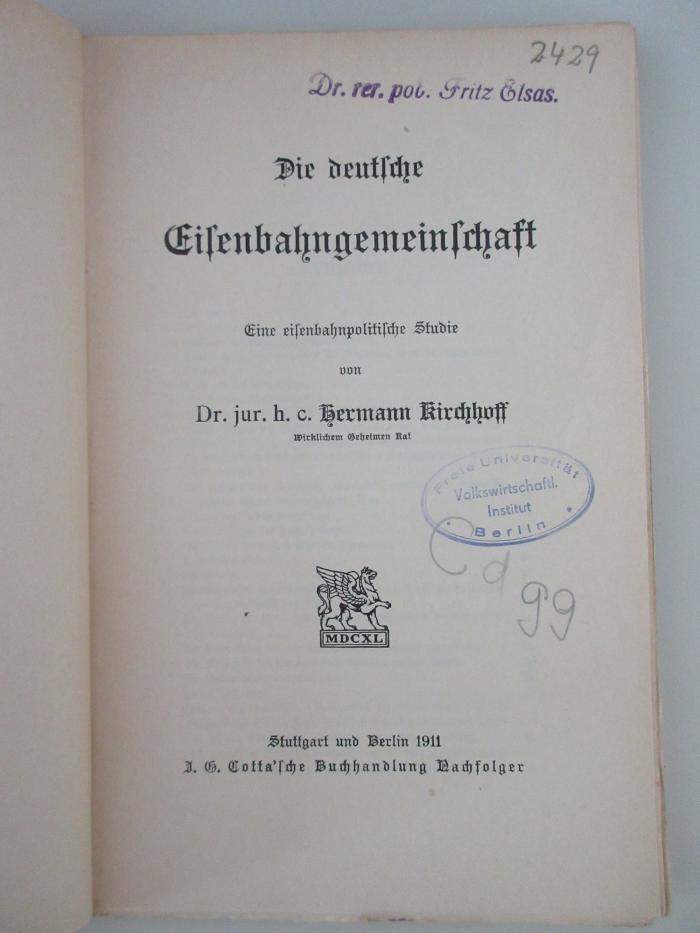 2429
Dr. rer. pol. Fritz Elsas.
Die deutſche
Eiſenbahngemeinſchaft
Eine eiſenbahnpolitiſche Studie
von
Dr. jur. h. c. Hermann Kirchhoff
Wirklichem Geheimen Rat
Freie Universität
Volkswirtschaftl.
Institut
Berlin
Cd
99
MDCXL
Stuttgart und Berlin 1911
J. G. Cotta'ſche Buchhandlung Nachfolger